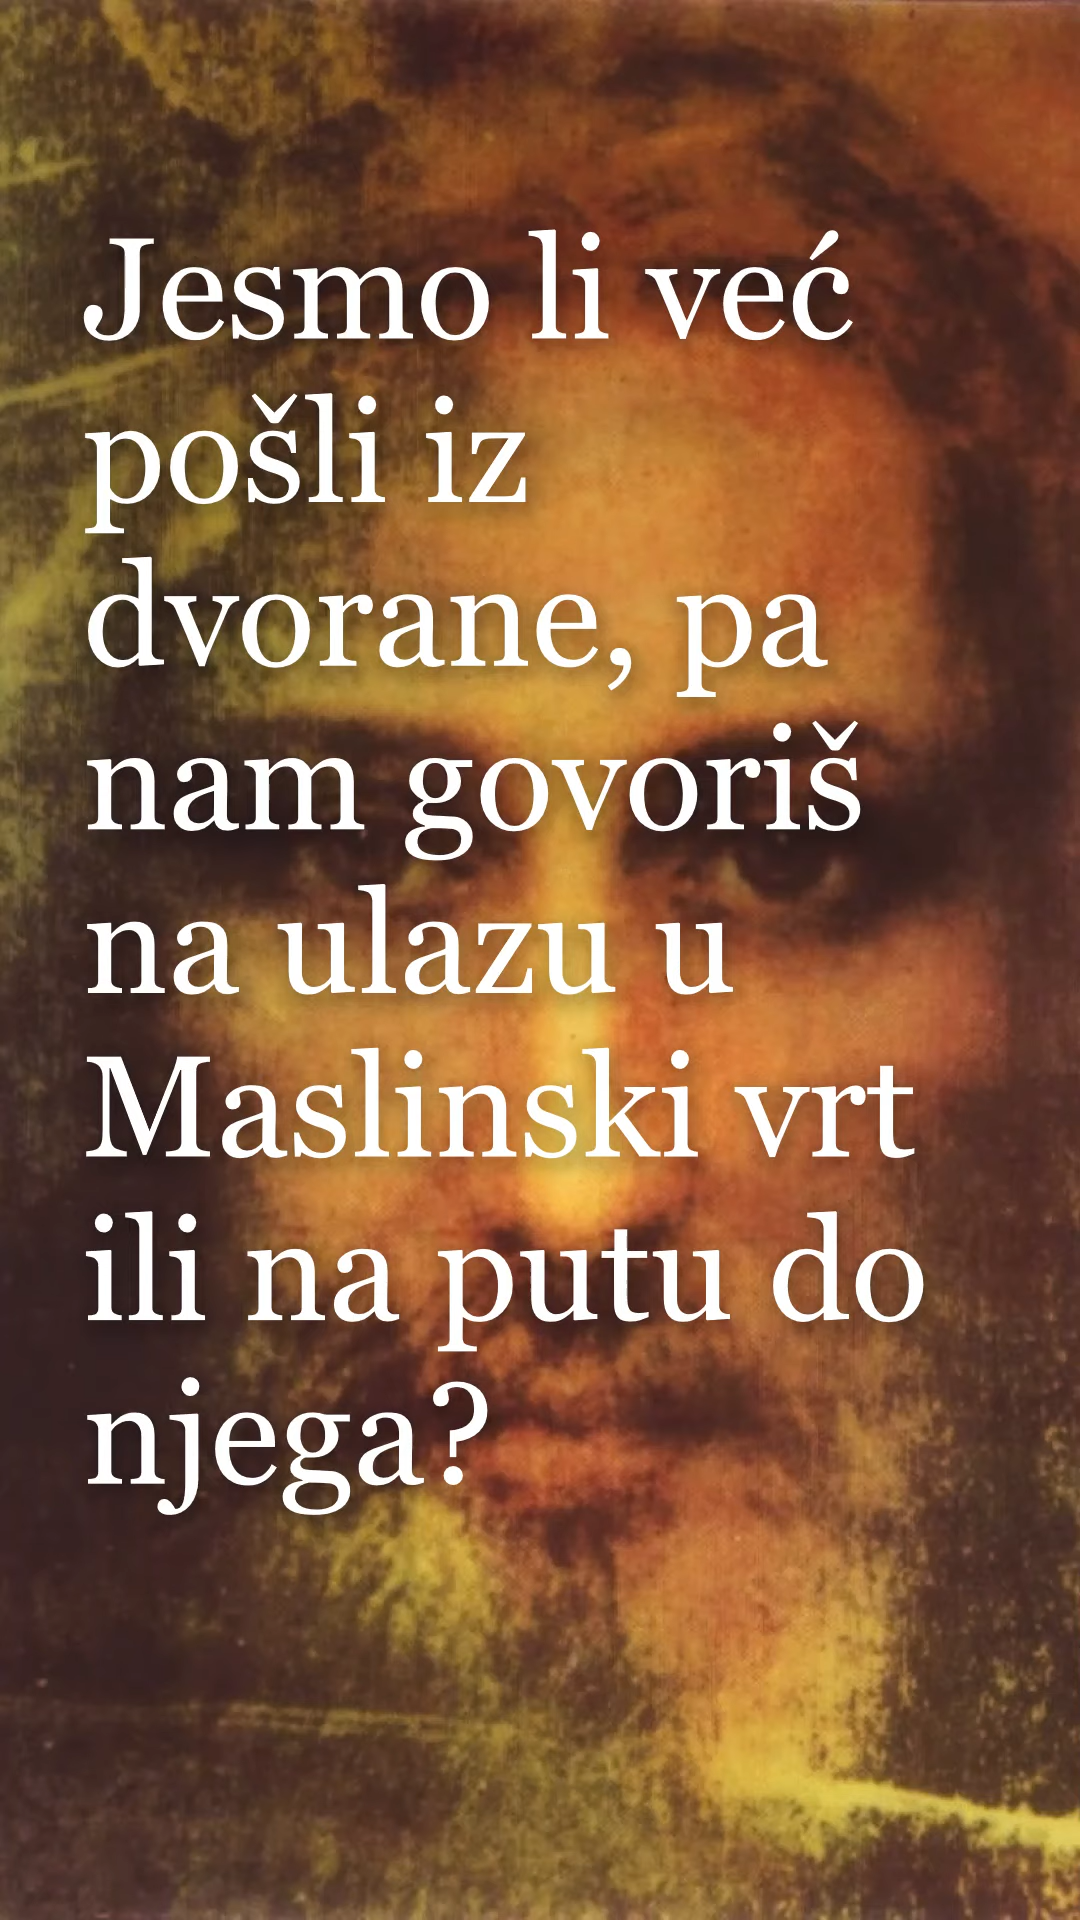 Jesmo li već
pošli iz
dvorane, pa
nam govoriš
na ulazu u
Maslinski vrt
ili na putu do
njega?